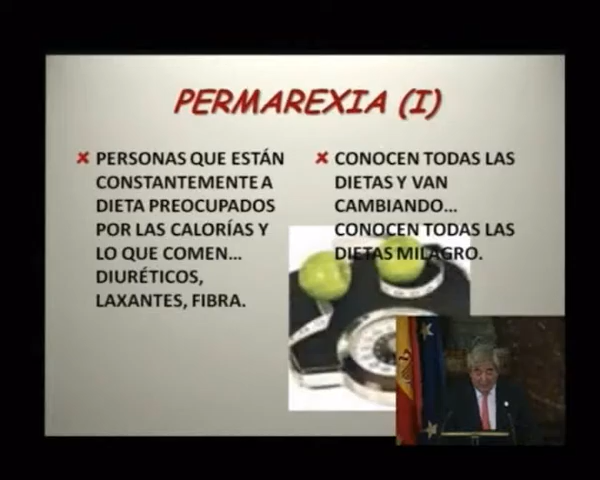 PERMAREXIA (I)
✘ PERSONAS QUE ESTÁN
CONSTANTEMENTE A
DIETA PREOCUPADOS
POR LAS CALORÍAS Y
LO QUE COMEN...
DIURÉTICOS,
LAXANTES, FIBRA.
✘ CONOCEN TODAS LAS
DIETAS Y VAN
CAMBIANDO...
CONOCEN TODAS LAS
DIETAS MILAGRO.